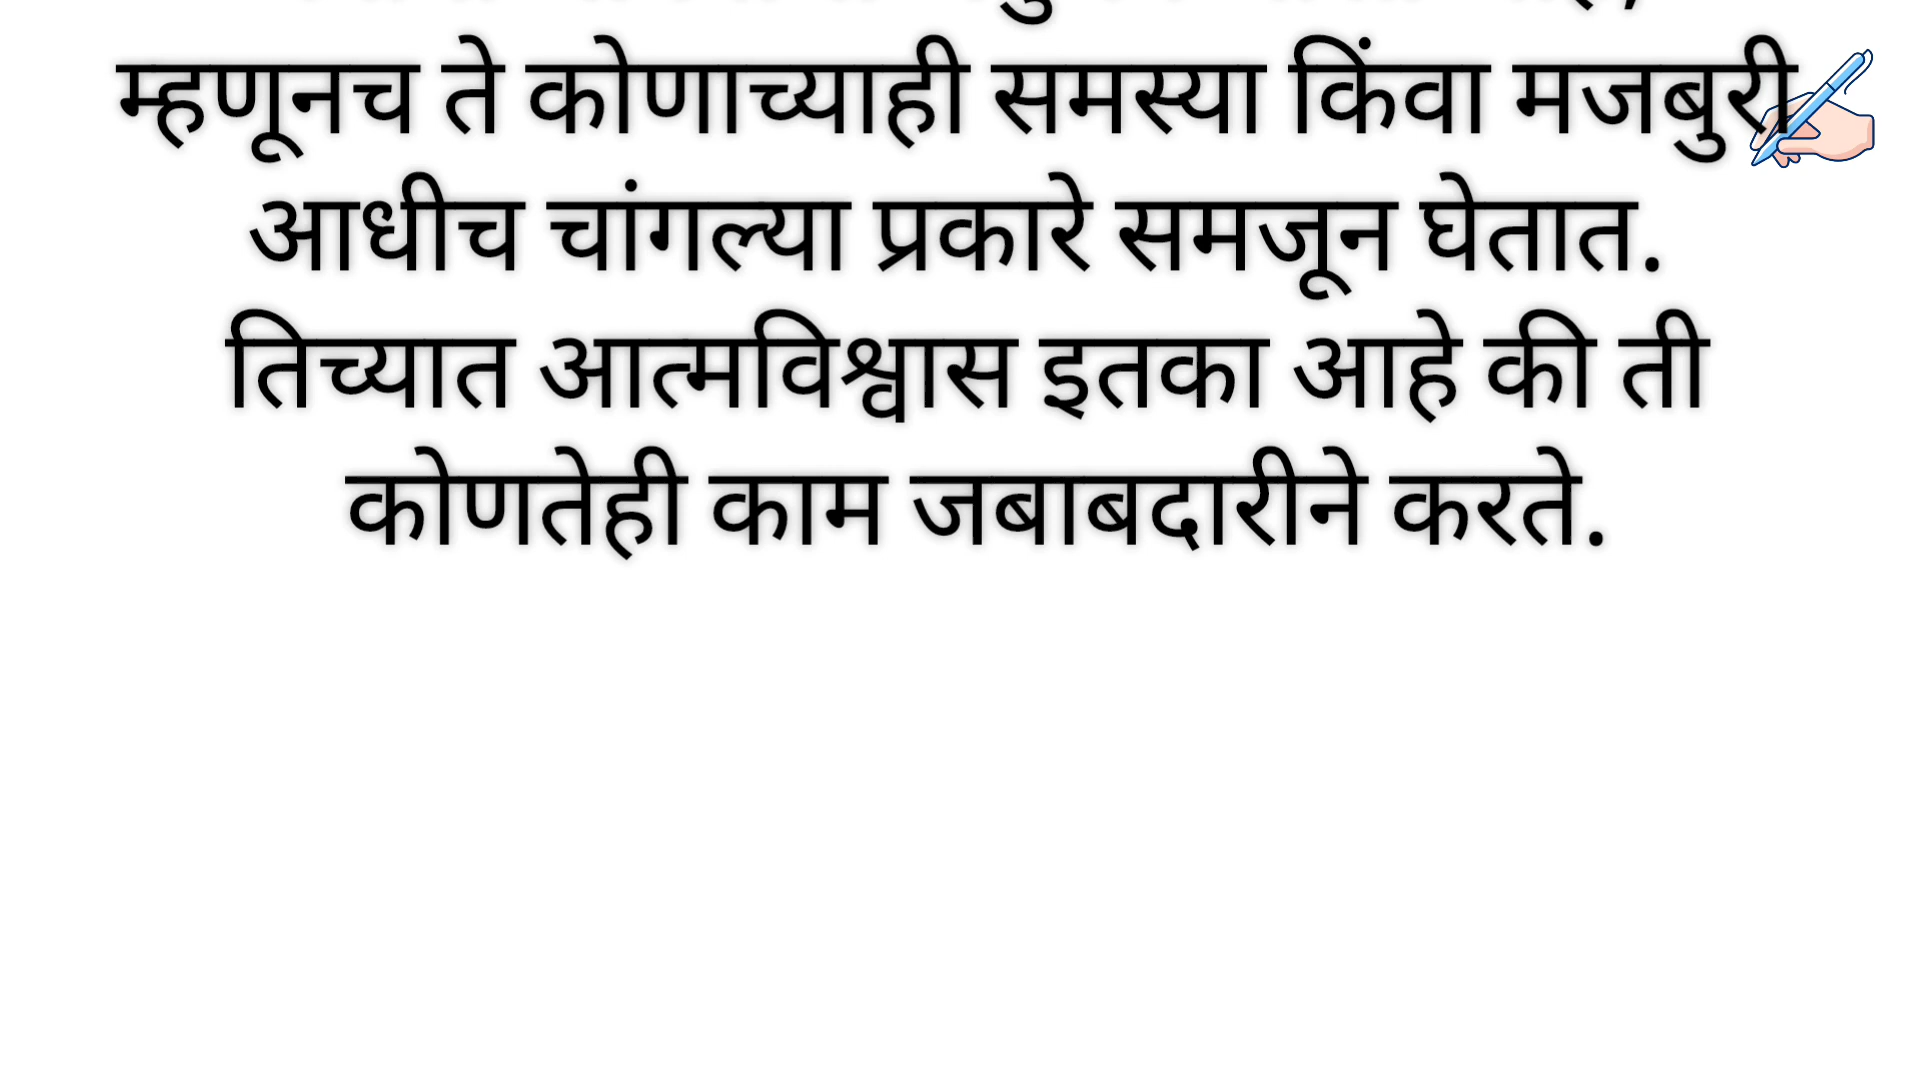 म्हणूनच ते कोणाच्याही समस्या किंवा मजबुरी
आधीच चांगल्या प्रकारे समजून घेतात.
तिच्यात आत्मविश्वास इतका आहे की ती
कोणतेही काम जबाबदारीने करते.